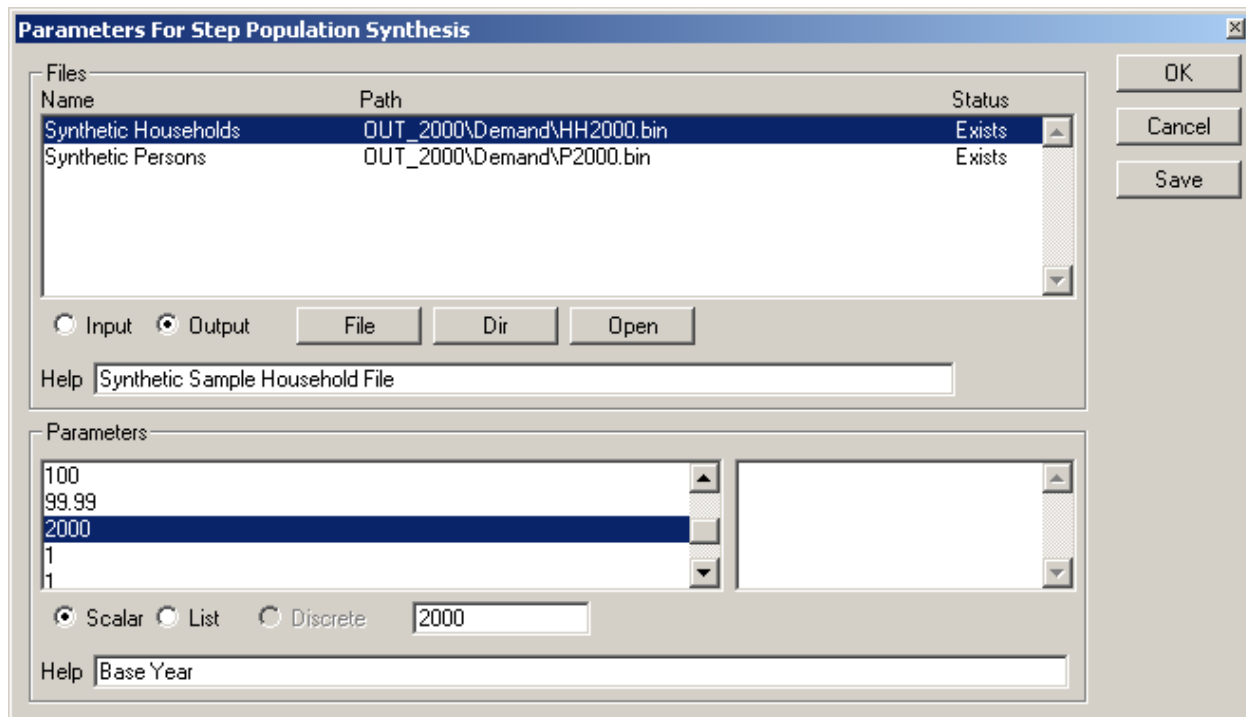 Parameters For Step Population Synthesis
Files
Name Path Status
Synthetic Households OUT_2000\Demand\HH2000.bin Exists
Synthetic Persons OUT_2000\Demand\P2000.bin Exists
Input Output File Dir Open
Help Synthetic Sample Household File
OK
Cancel
Save
Parameters
100
99.99
2000
1
1
Scalar List Discrete 2000
Help Base Year